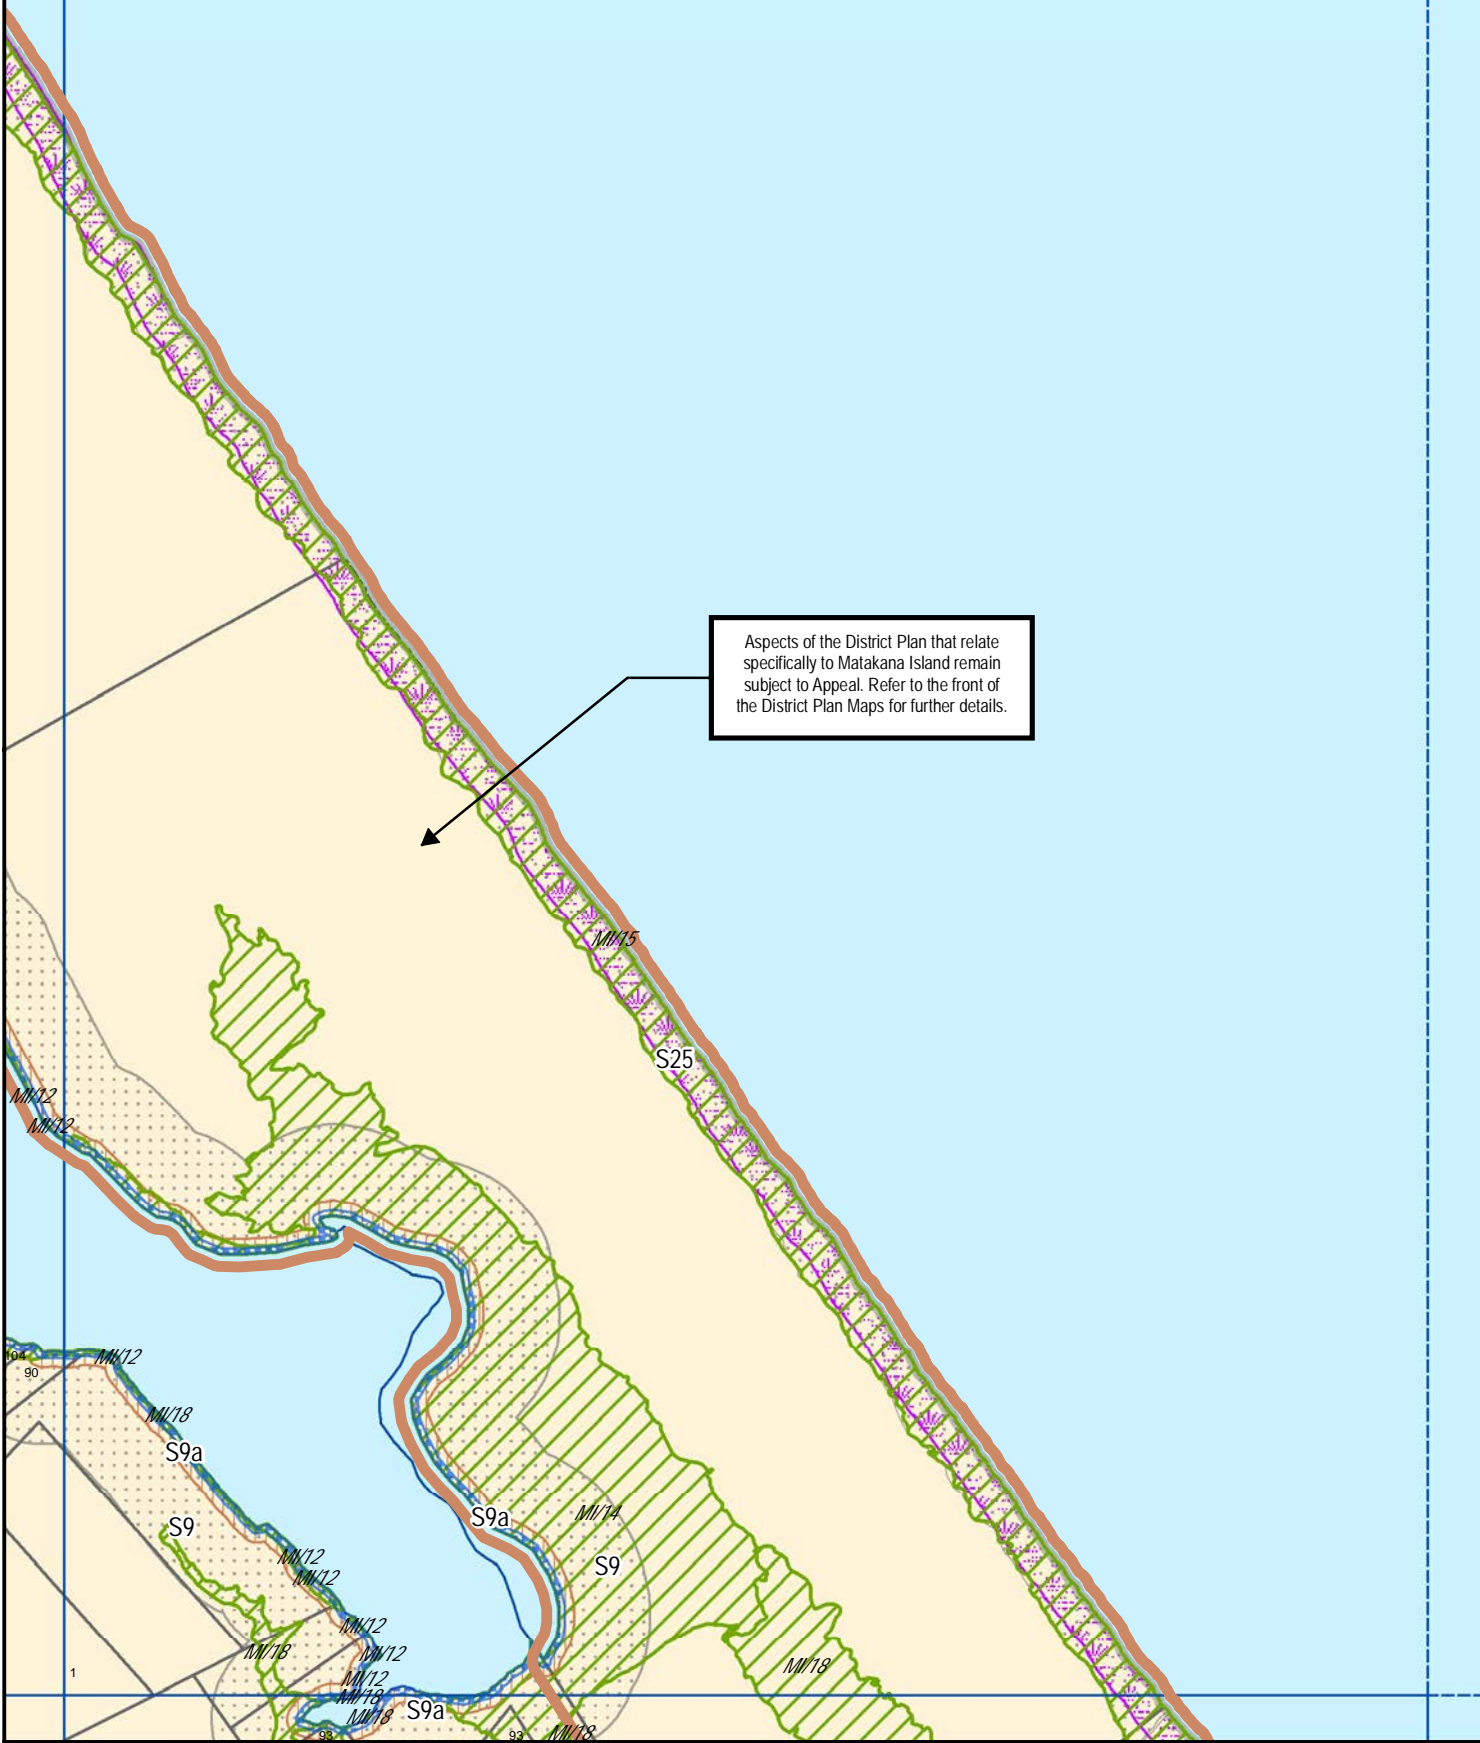 Aspects of the District Plan that relate
specifically to Matakana Island remain
subject to Appeal. Refer to the front of
the District Plan Maps for further details.
MI/15
S25
MI/12
MI/12
104
90
MI/12
MI/18
S9a
S9
S9a
MI/14
S9
MI/12
MI/12
MI/12
MI/18
MI/12
MI/12
MI/18
MI/18
S9a
MI/18
1
93
93
MI/18